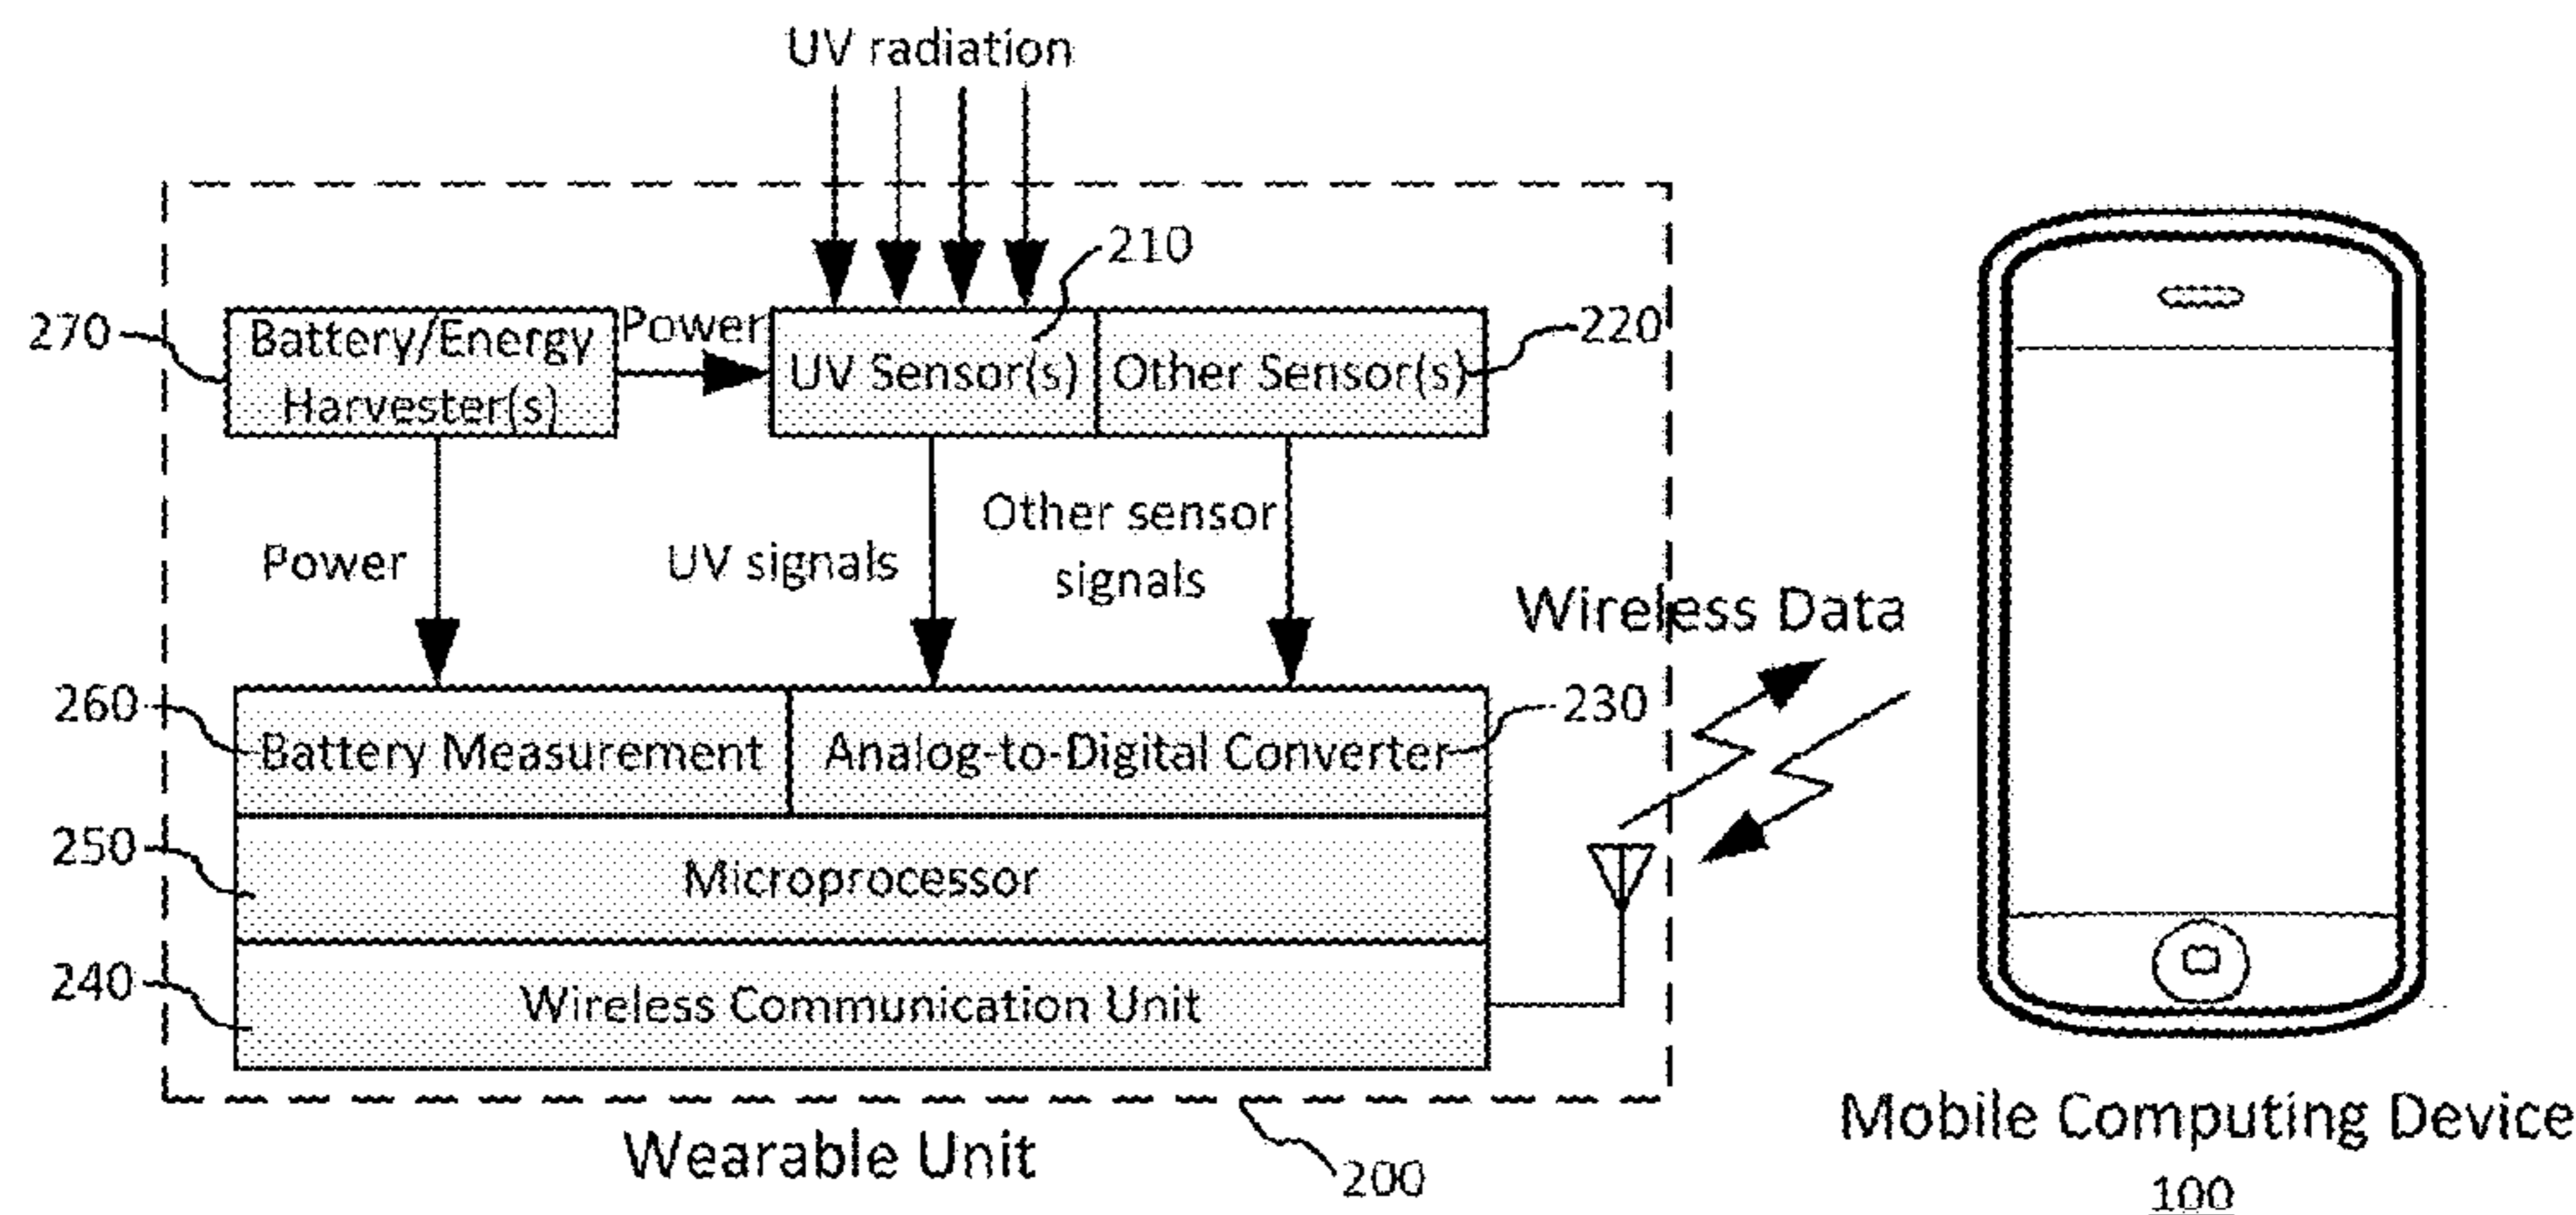 UV radiation
210
270
Battery/Energy
Harvester(s)
Power
UV Sensor(s)
Other Sensor(s)
220
Power
UV signals
Other sensor
signals
Wireless Data
260
Battery Measurement
Analog-to-Digital Converter
230
250
Microprocessor
240
Wireless Communication Unit
Wearable Unit
200
Mobile Computing Device
100